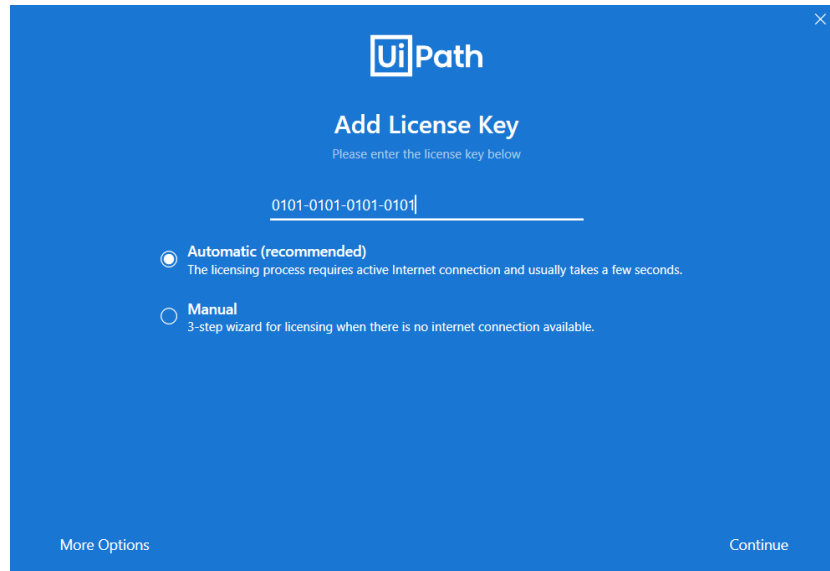 UiPath
Add License Key
Please enter the license key below
0101-0101-0101-0101
Automatic (recommended)
The licensing process requires active Internet connection and usually takes a few seconds.
Manual
3-step wizard for licensing when there is no internet connection available.
More Options
Continue